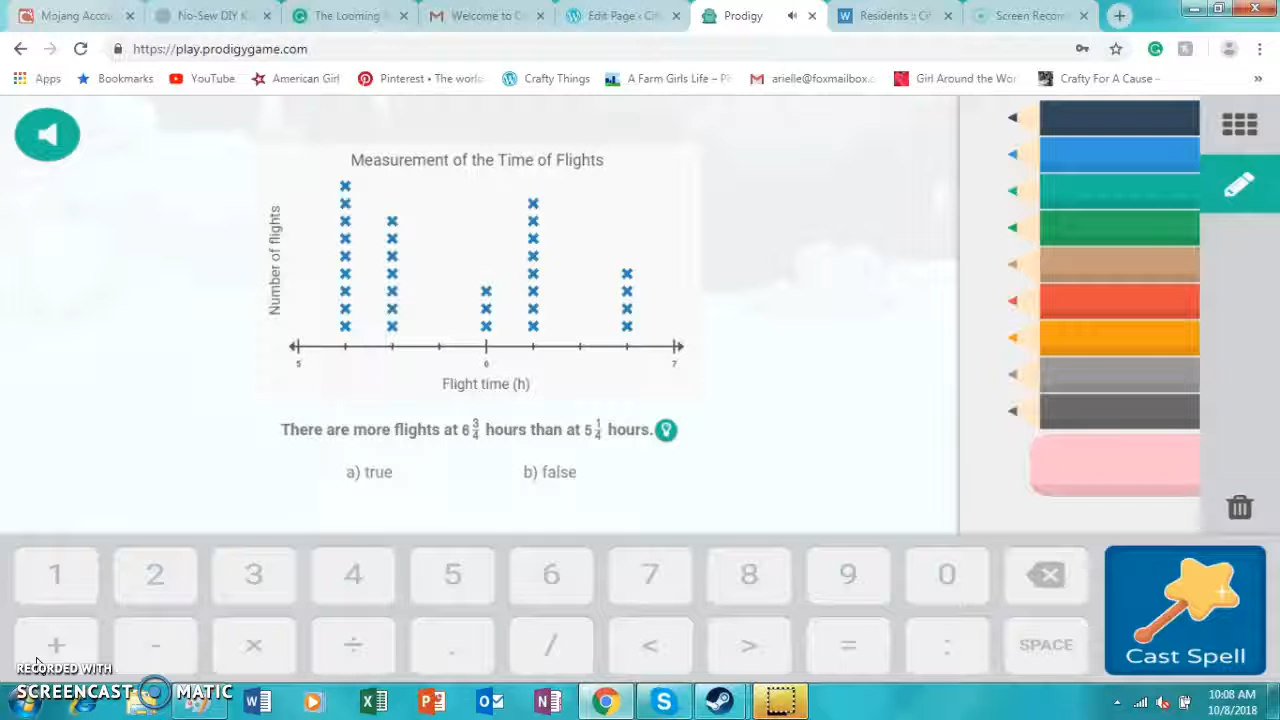 Mojang Accou
No-Sew DIY K
The Looming
Welcome to C
Edit Page ‹ Ci
Prodigy
Residents :: Cf
Screen Recor
https://play.prodigygame.com
Apps
Bookmarks
YouTube
American Girl
Pinterest • The world
Crafty Things
A Farm Girls Life – P
arielle@foxmailbox.c
Girl Around the Wor
Crafty For A Cause –
»
Measurement of the Time of Flights
Number of flights
5 6 7
Flight time (h)
There are more flights at 6 3/4 hours than at 5 1/4 hours.
a) true b) false
1 2 3 4 5 6 7 8 9 0
+ - × ÷ . / < > = : SPACE
Cast Spell
RECORDED WITH
SCREENCAST MATIC
10:08 AM
10/8/2018